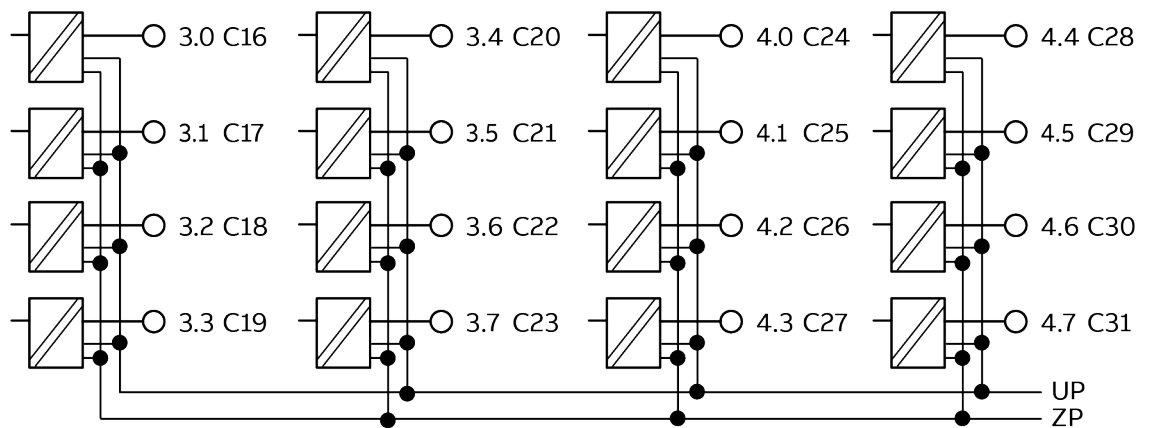 3.0 C16 3.4 C20 4.0 C24 4.4 C28
3.1 C17 3.5 C21 4.1 C25 4.5 C29
3.2 C18 3.6 C22 4.2 C26 4.6 C30
3.3 C19 3.7 C23 4.3 C27 4.7 C31
UP
ZP